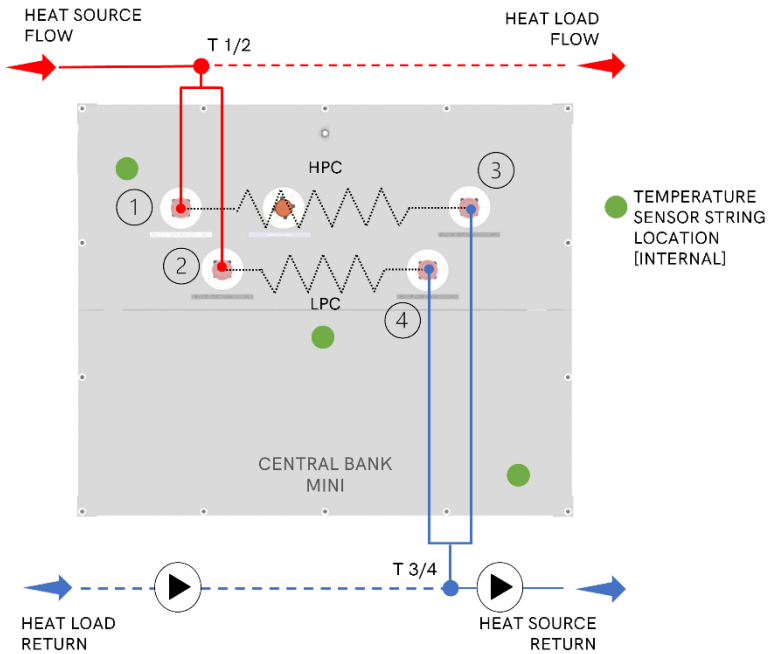 HEAT SOURCE
FLOW
T 1/2
HEAT LOAD
FLOW
HPC
1
3
TEMPERATURE
SENSOR STRING
LOCATION
[INTERNAL]
2
LPC
4
CENTRAL BANK
MINI
T 3/4
HEAT LOAD
RETURN
HEAT SOURCE
RETURN